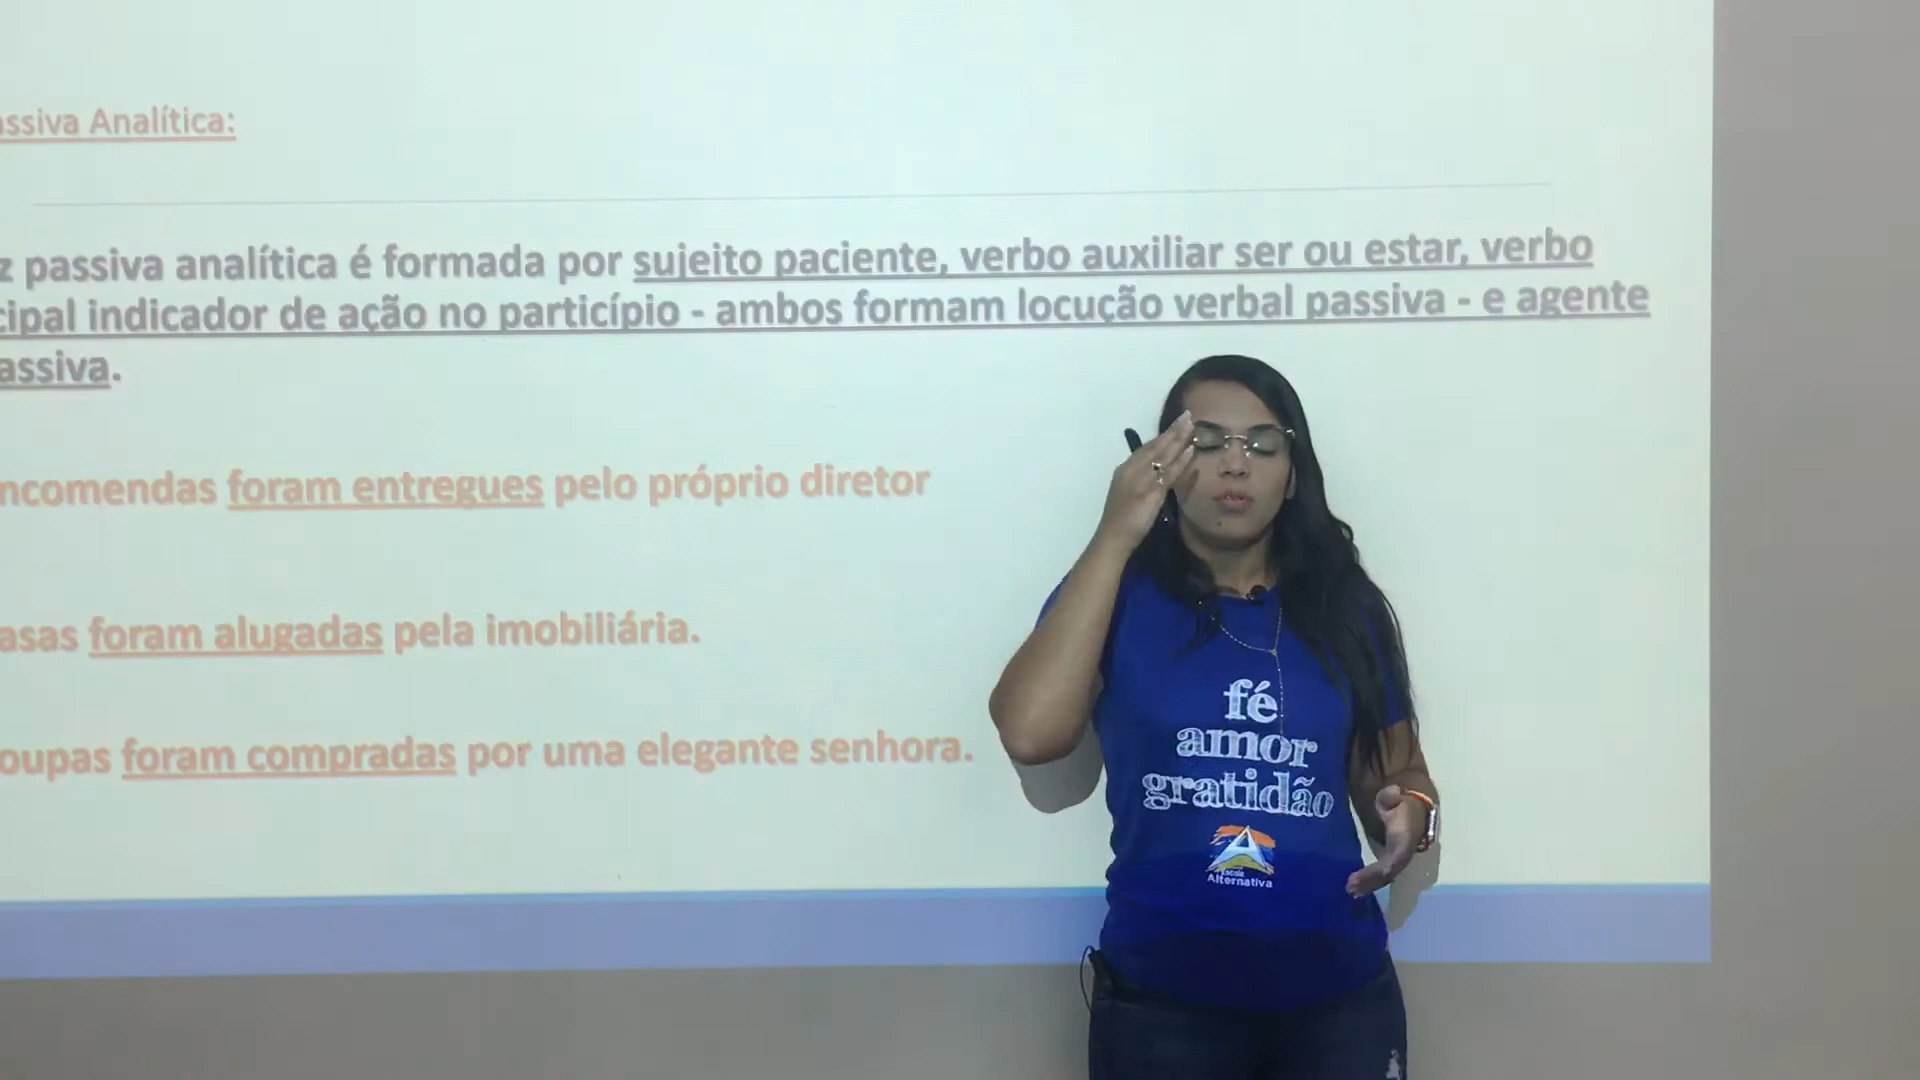 ssiva Analítica:
z passiva analítica é formada por sujeito paciente, verbo auxiliar ser ou estar, verbo
cipal indicador de ação no particípio - ambos formam locução verbal passiva - e agente
assiva.
ncomendas foram entregues pelo próprio diretor
asas foram alugadas pela imobiliária.
oupas foram compradas por uma elegante senhora.
fé
amor
gratidão
Escola
Alternativa